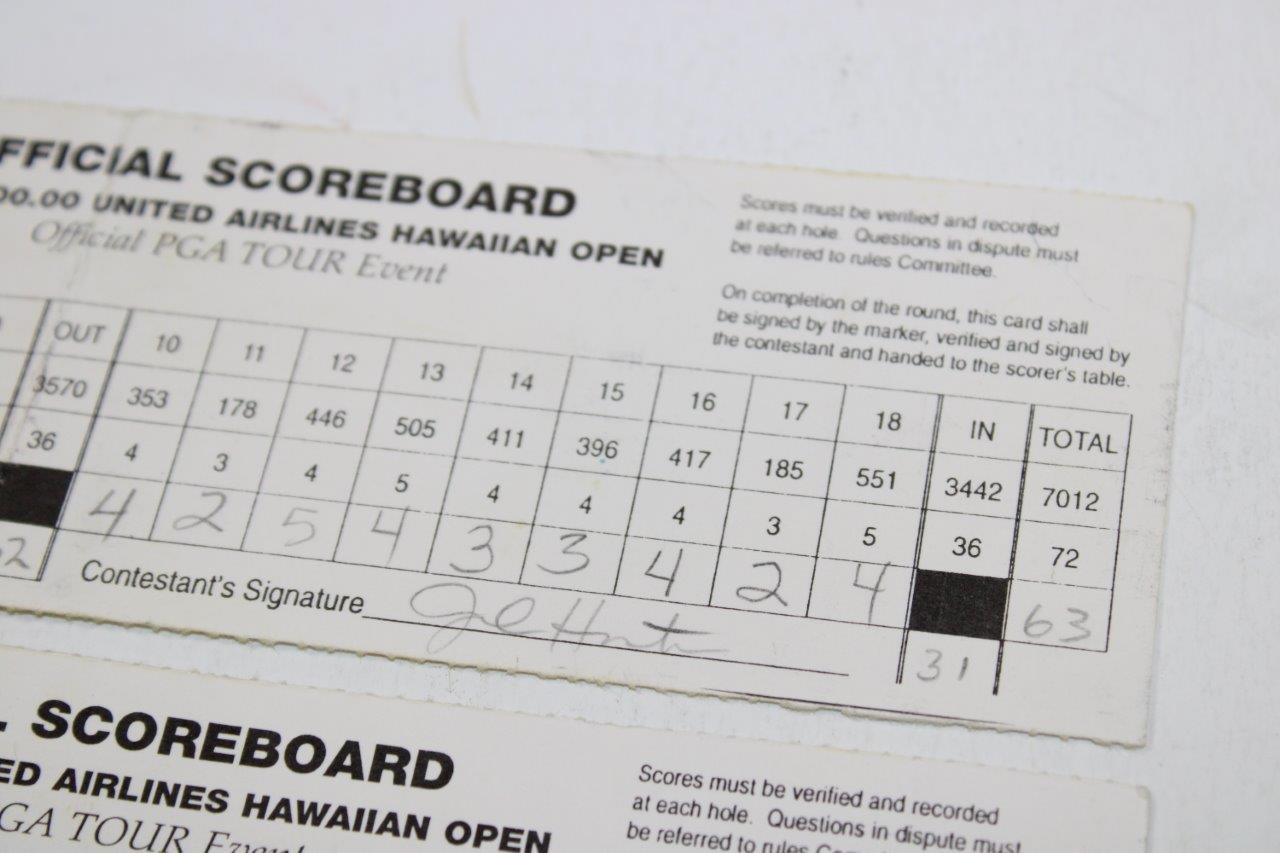 FFICIAL SCOREBOARD
00.00 UNITED AIRLINES HAWAIIAN OPEN
Official PGA TOUR Event
Scores must be verified and recorded
at each hole. Questions in dispute must
be referred to rules Committee.
On completion of the round, this card shall
be signed by the marker, verified and signed by
the contestant and handed to the scorer's table.
OUT 10 11 12 13 14 15 16 17 18 IN TOTAL
3570 353 178 446 505 411 396 417 185 551 3442 7012
36 4 3 4 5 4 4 4 3 5 36 72
4 2 5 4 3 3 4 2 4 63
2 31
Contestant's Signature
L SCOREBOARD
ED AIRLINES HAWAIIAN OPEN
GA TOUR Event
Scores must be verified and recorded
at each hole. Questions in dispute must
be referred to rules